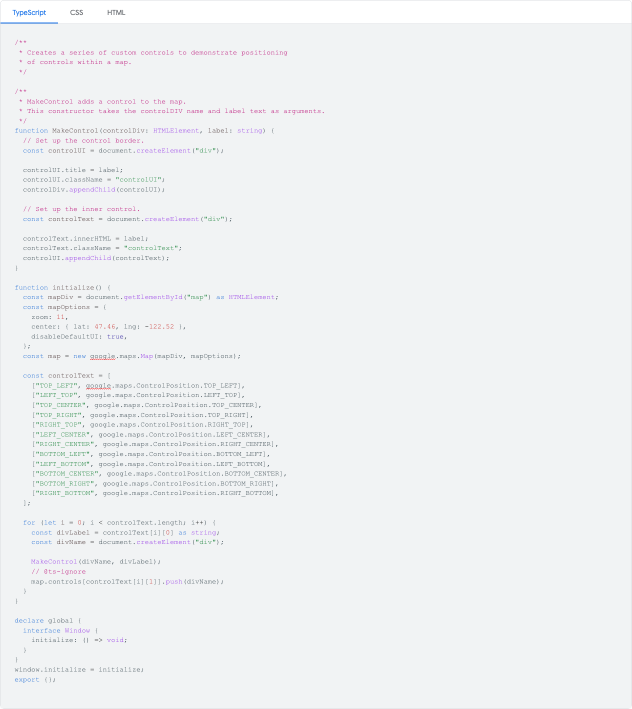 TypeScript CSS HTML
/**
 * Creates a series of custom controls to demonstrate positioning
 * of controls within a map.
 */

/**
 * MakeControl adds a control to the map.
 * This constructor takes the controlDIV name and label text as arguments.
 */
function MakeControl(controlDiv: HTMLElement, label: string) {
  // Set up the control border.
  const controlUI = document.createElement("div");

  controlUI.title = label;
  controlUI.className = "controlUI";
  controlDiv.appendChild(controlUI);

  // Set up the inner control.
  const controlText = document.createElement("div");

  controlText.innerHTML = label;
  controlText.className = "controlText";
  controlUI.appendChild(controlText);
}

function initialize() {
  const mapDiv = document.getElementById("map") as HTMLElement;
  const mapOptions = {
    zoom: 11,
    center: { lat: 47.46, lng: -122.52 },
    disableDefaultUI: true,
  };
  const map = new google.maps.Map(mapDiv, mapOptions);

  const controlText = [
    ["TOP_LEFT", google.maps.ControlPosition.TOP_LEFT],
    ["LEFT_TOP", google.maps.ControlPosition.LEFT_TOP],
    ["TOP_CENTER", google.maps.ControlPosition.TOP_CENTER],
    ["TOP_RIGHT", google.maps.ControlPosition.TOP_RIGHT],
    ["RIGHT_TOP", google.maps.ControlPosition.RIGHT_TOP],
    ["LEFT_CENTER", google.maps.ControlPosition.LEFT_CENTER],
    ["RIGHT_CENTER", google.maps.ControlPosition.RIGHT_CENTER],
    ["BOTTOM_LEFT", google.maps.ControlPosition.BOTTOM_LEFT],
    ["LEFT_BOTTOM", google.maps.ControlPosition.LEFT_BOTTOM],
    ["BOTTOM_CENTER", google.maps.ControlPosition.BOTTOM_CENTER],
    ["BOTTOM_RIGHT", google.maps.ControlPosition.BOTTOM_RIGHT],
    ["RIGHT_BOTTOM", google.maps.ControlPosition.RIGHT_BOTTOM],
  ];

  for (let i = 0; i < controlText.length; i++) {
    const divLabel = controlText[i][0] as string;
    const divName = document.createElement("div");

    MakeControl(divName, divLabel);
    // @ts-ignore
    map.controls[controlText[i][1]].push(divName);
  }
}

declare global {
  interface Window {
    initialize: () => void;
  }
}
window.initialize = initialize;
export {};